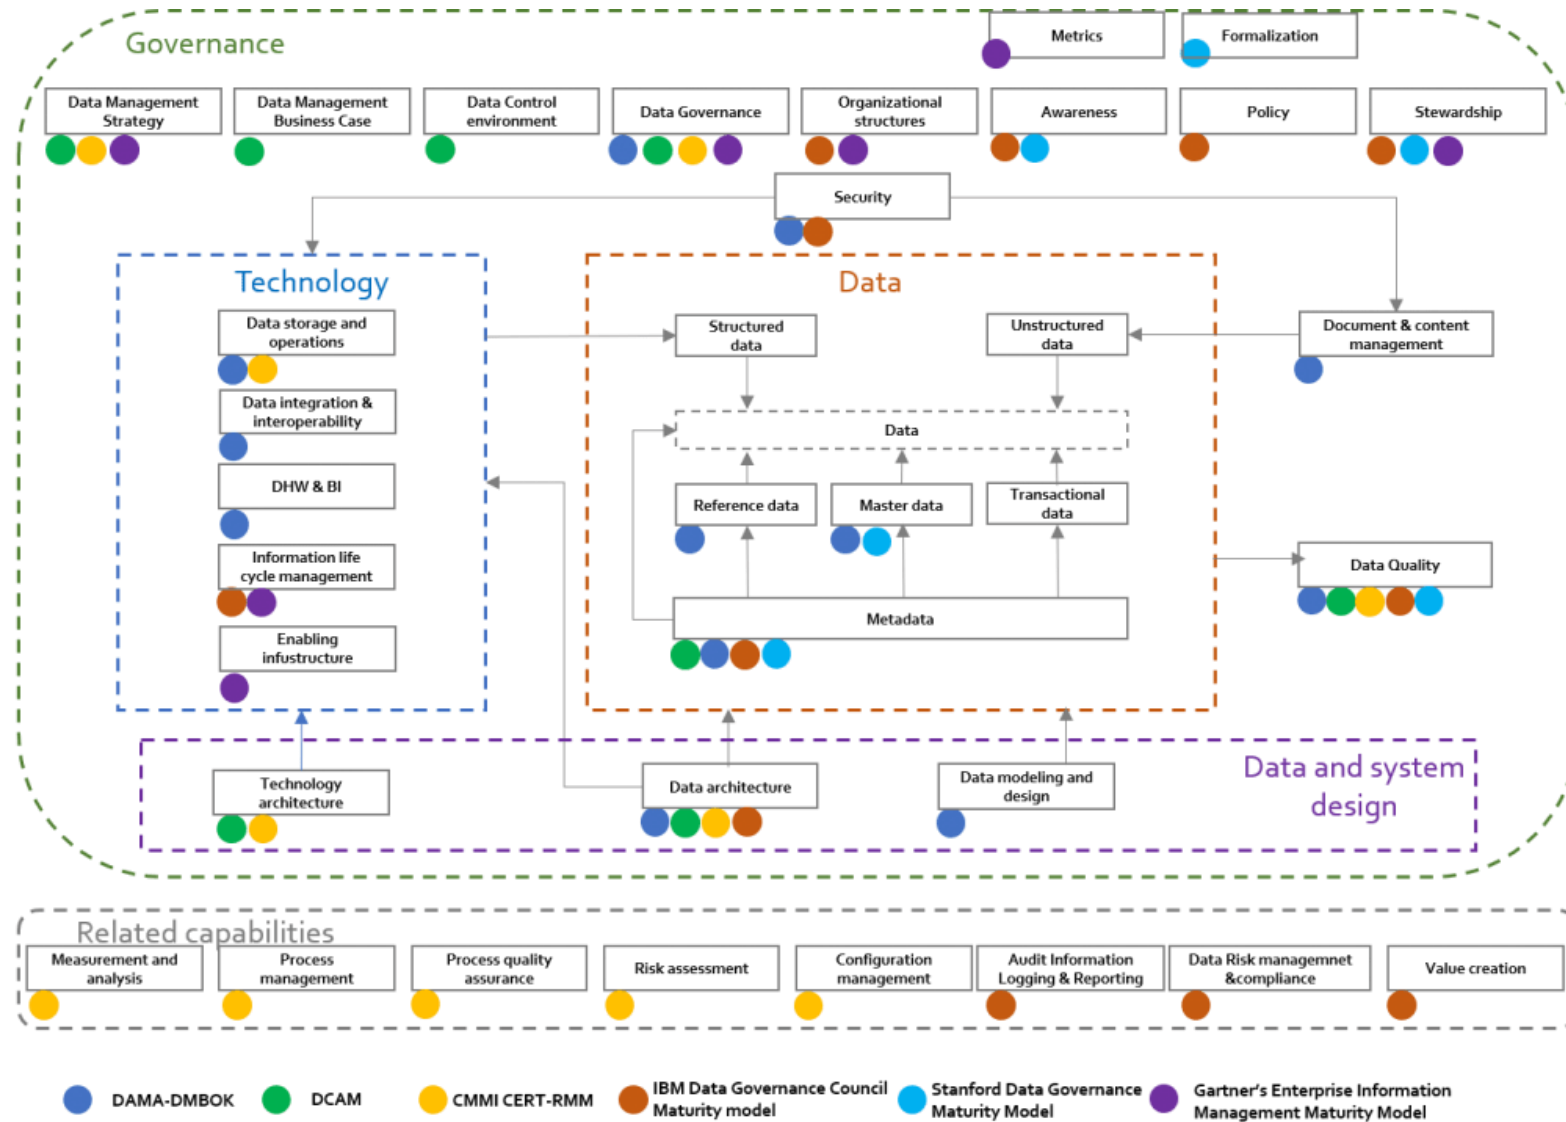 Governance
Metrics
Formalization
Data Management
Strategy
Data Management
Business Case
Data Control
environment
Data Governance
Organizational
structures
Awareness
Policy
Stewardship
Security
Technology
Data
Data storage and
operations
Structured
data
Unstructured
data
Document & content
management
Data integration &
interoperability
Data
DHW & BI
Reference data
Master data
Transactional
data
Information life
cycle management
Data Quality
Enabling
infustructure
Metadata
Technology
architecture
Data architecture
Data modeling and
design
Data and system
design
Related capabilities
Measurement and
analysis
Process
management
Process quality
assurance
Risk assessment
Configuration
management
Audit Information
Logging & Reporting
Data Risk managemnet
&compliance
Value creation
DAMA-DMBOK
DCAM
CMMI CERT-RMM
IBM Data Governance Council
Maturity model
Stanford Data Governance
Maturity Model
Gartner's Enterprise Information
Management Maturity Model